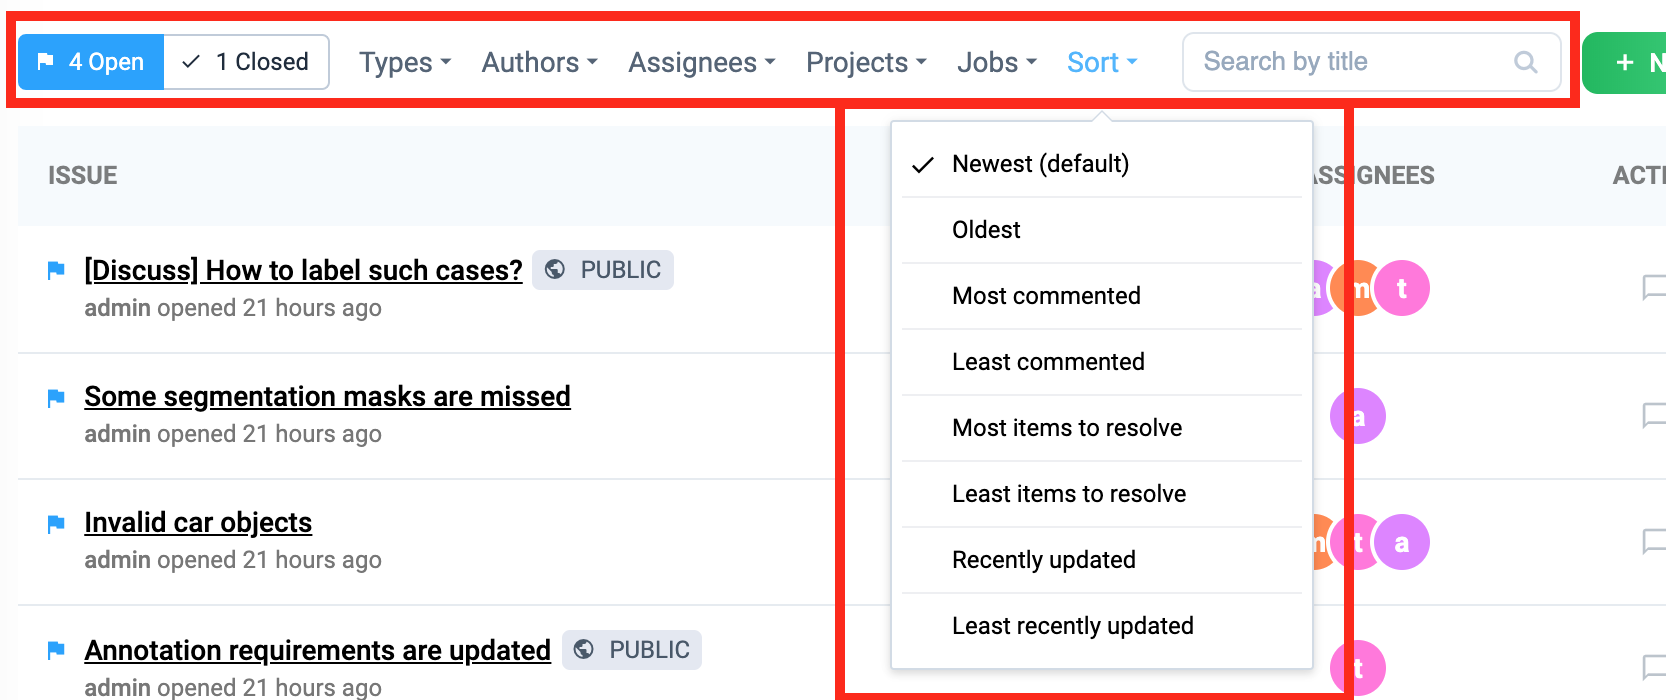 4 Open 1 Closed Types Authors Assignees Projects Jobs Sort Search by title + N
ISSUE
[Discuss] How to label such cases? PUBLIC
admin opened 21 hours ago
Some segmentation masks are missed
admin opened 21 hours ago
Invalid car objects
admin opened 21 hours ago
Annotation requirements are updated PUBLIC
admin opened 21 hours ago
Newest (default)
Oldest
Most commented
Least commented
Most items to resolve
Least items to resolve
Recently updated
Least recently updated
ASSIGNEES ACTI
a m t
a
m t a
t